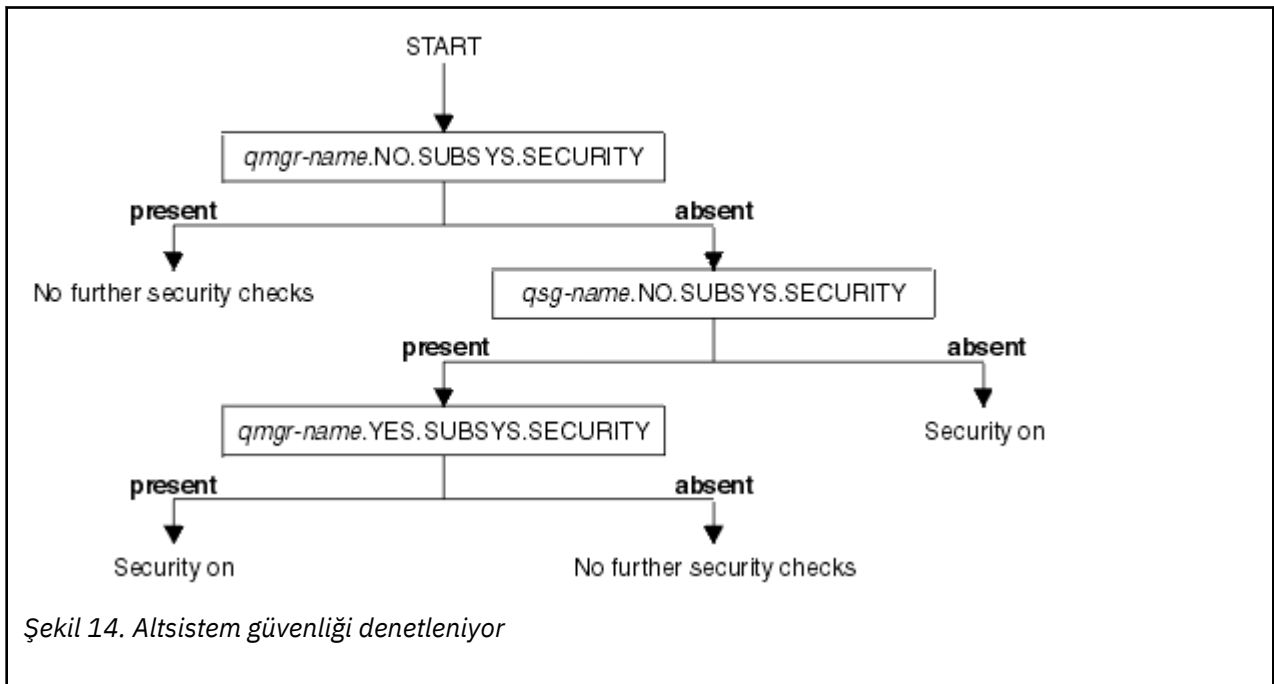 START
qmgr-name.NO.SUBSYS.SECURITY
present absent
No further security checks
qsg-name.NO.SUBSYS.SECURITY
present absent
qmgr-name.YES.SUBSYS.SECURITY
Security on
present absent
Security on
No further security checks
Şekil 14. Altsistem güvenliği denetleniyor